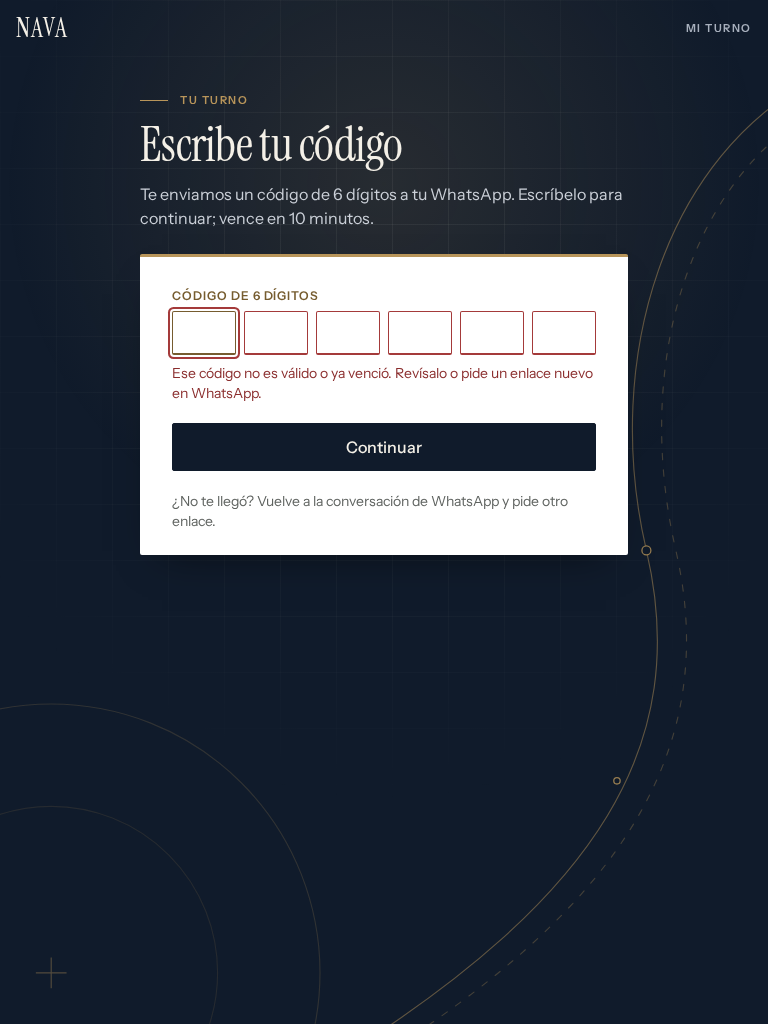 NAVA
MI TURNO
TU TURNO
Escribe tu código
Te enviamos un código de 6 dígitos a tu WhatsApp. Escríbelo para
continuar; vence en 10 minutos.
CÓDIGO DE 6 DÍGITOS
Ese código no es válido o ya venció. Revísalo o pide un enlace nuevo
en WhatsApp.
Continuar
¿No te llegó? Vuelve a la conversación de WhatsApp y pide otro
enlace.